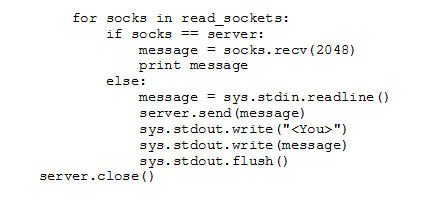 for socks in read_sockets:
if socks == server:
message = socks.recv(2048)
print message
else:
message = sys.stdin.readline()
server.send(message)
sys.stdout.write("<You>")
sys.stdout.write(message)
sys.stdout.flush()
server.close()